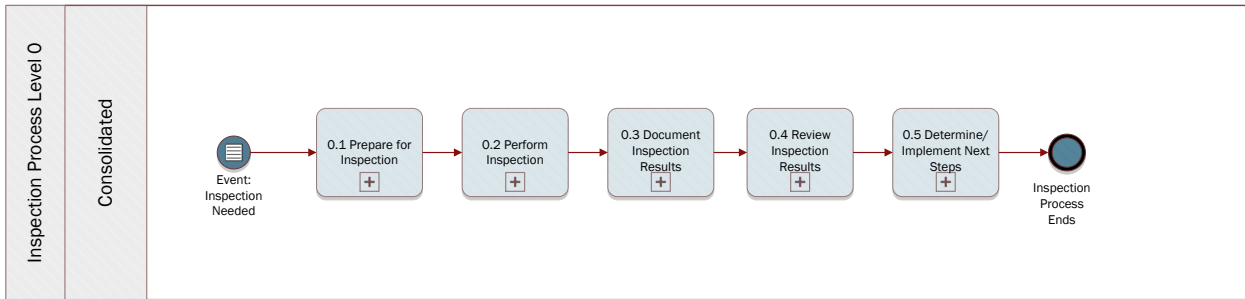 Inspection Process Level 0
Consolidated
Event:
Inspection
Needed
0.1 Prepare for
Inspection
0.2 Perform
Inspection
0.3 Document
Inspection
Results
0.4 Review
Inspection
Results
0.5 Determine/
Implement Next
Steps
Inspection
Process
Ends